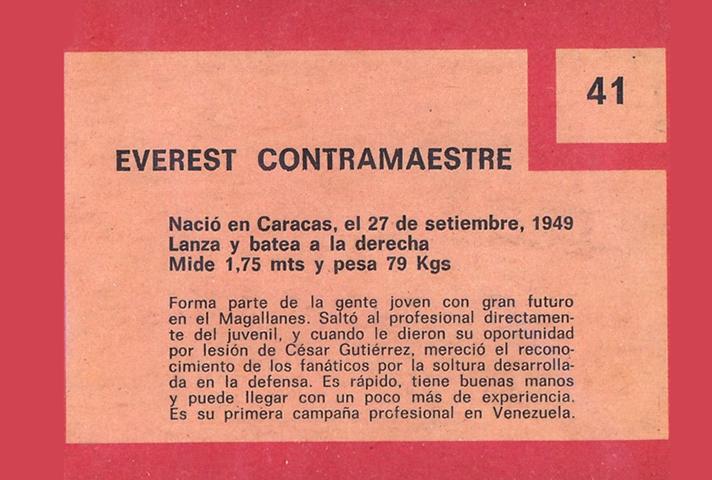 41
EVEREST CONTRAMAESTRE
Nació en Caracas, el 27 de setiembre, 1949
Lanza y batea a la derecha
Mide 1,75 mts y pesa 79 Kgs
Forma parte de la gente joven con gran futuro
en el Magallanes. Saltó al profesional directamen-
te del juvenil, y cuando le dieron su oportunidad
por lesión de César Gutiérrez, mereció el recono-
cimiento de los fanáticos por la soltura desarrolla-
da en la defensa. Es rápido, tiene buenas manos
y puede llegar con un poco más de experiencia.
Es su primera campaña profesional en Venezuela.